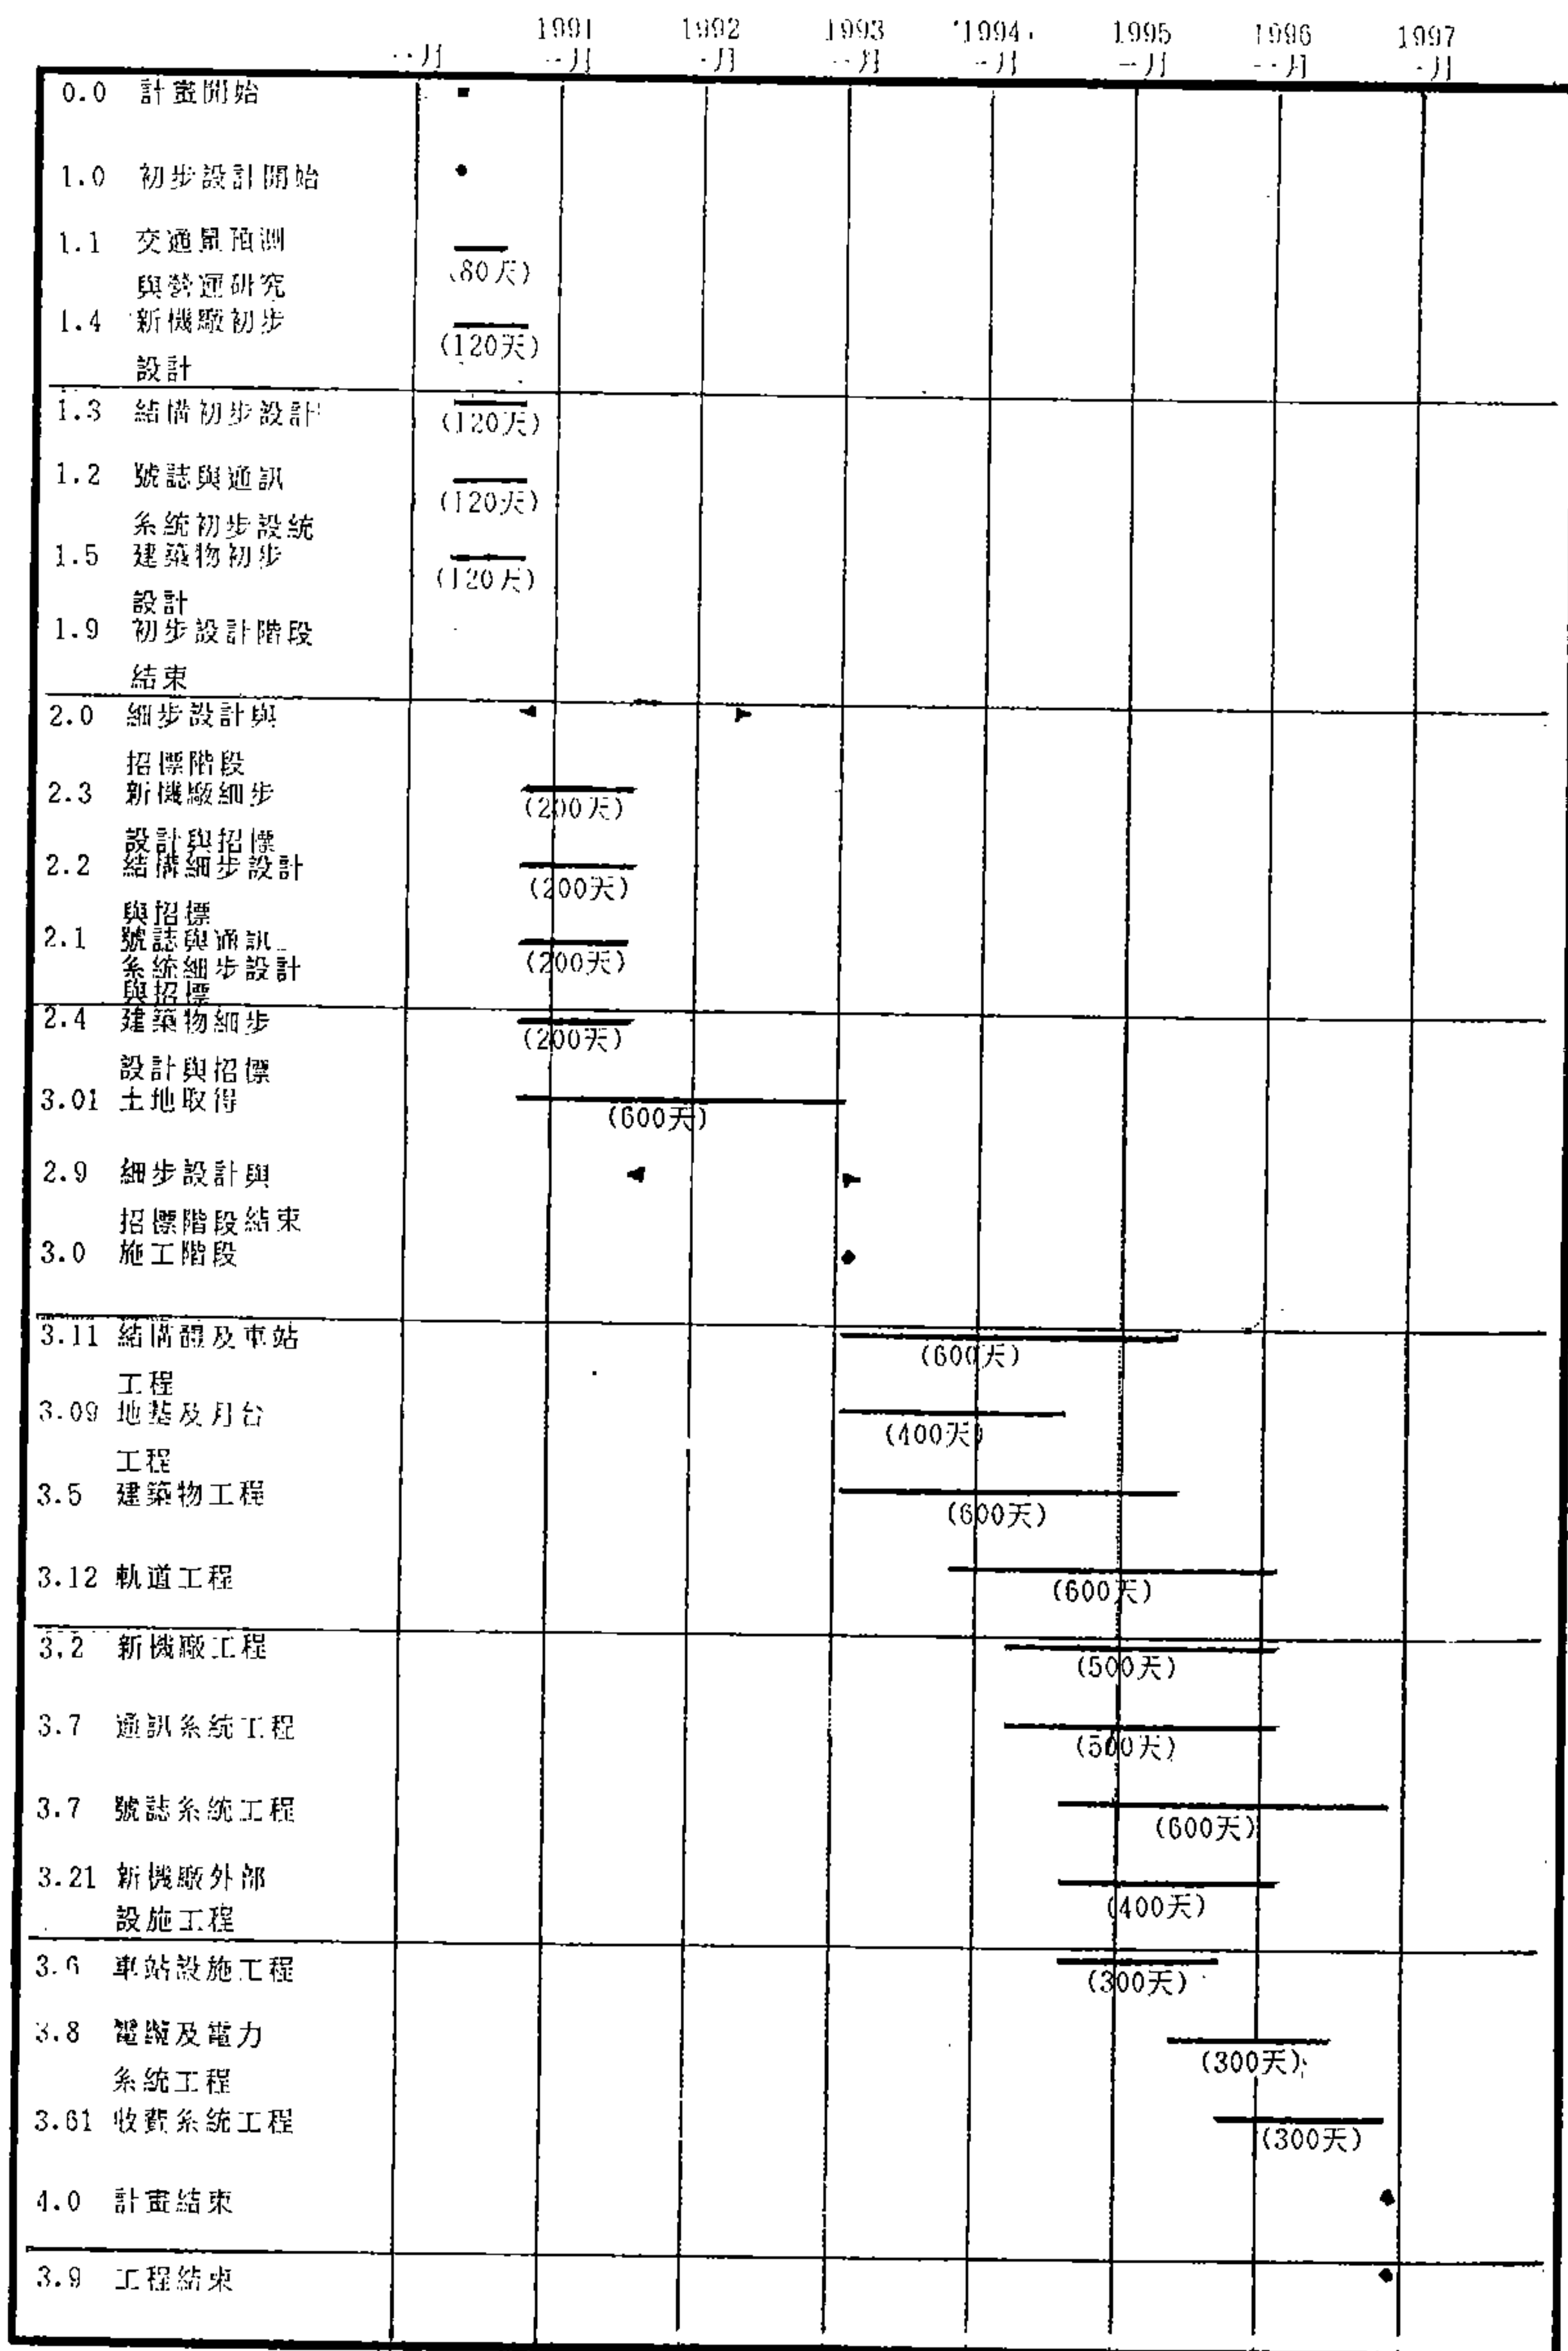 1991 1992 1993 1994 1995 1996 1997
一月 一月 一月 一月 一月 一月 一月 一月
0.0 計畫開始
1.0 初步設計開始
1.1 交通量預測
(80天)
與營運研究
1.4 新機廠初步
(120天)
設計
1.3 結構初步設計
(120天)
1.2 號誌與通訊
(120天)
系統初步設統
1.5 建築物初步
(120天)
設計
1.9 初步設計階段
結束
2.0 細步設計與
招標階段
2.3 新機廠細步
(200天)
設計與招標
2.2 結構細步設計
(200天)
與招標
2.1 號誌與通訊
系統細步設計
(200天)
與招標
2.4 建築物細步
(200天)
設計與招標
3.01 土地取得
(600天)
2.9 細步設計與
招標階段結束
3.0 施工階段
3.11 結構體及車站
(600天)
工程
3.09 地基及月台
(400天)
工程
3.5 建築物工程
(600天)
3.12 軌道工程
(600天)
3.2 新機廠工程
(500天)
3.7 通訊系統工程
(500天)
3.7 號誌系統工程
(600天)
3.21 新機廠外部
(400天)
設施工程
3.6 車站設施工程
(300天)
3.8 電纜及電力
(300天)
系統工程
3.61 收費系統工程
(300天)
4.0 計畫結束
3.9 工程結束